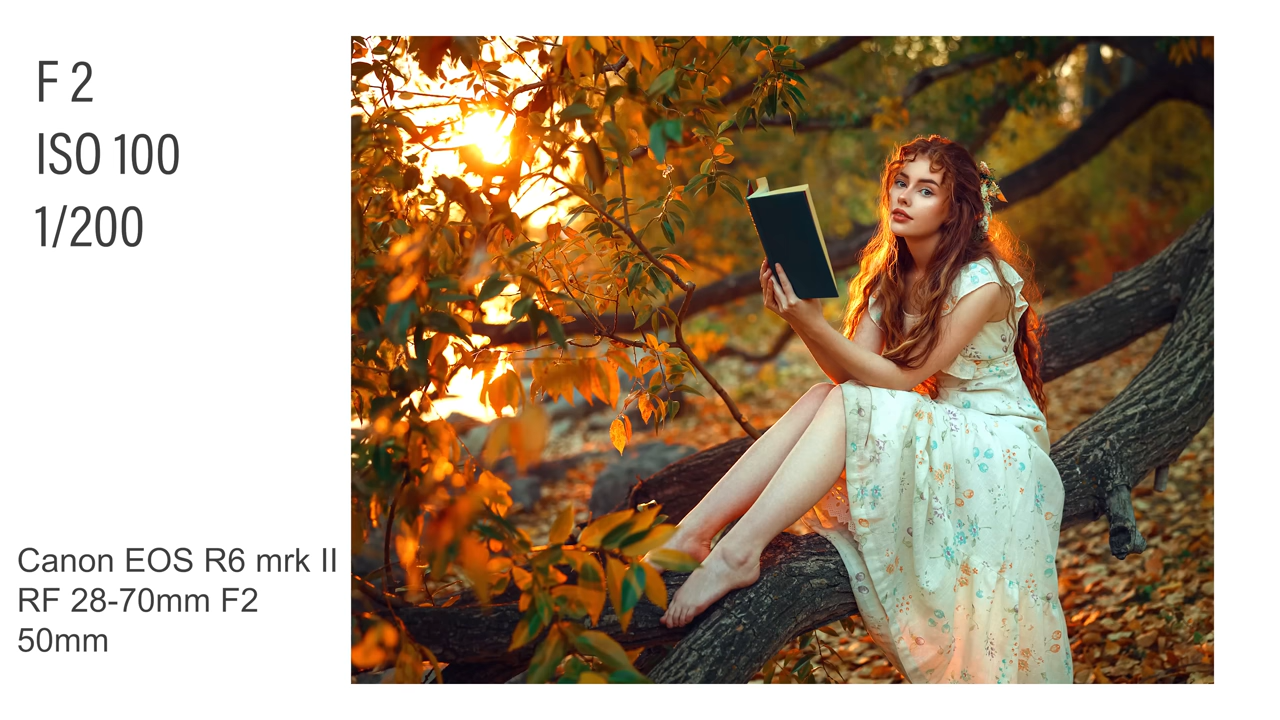 F 2
ISO 100
1/200
Canon EOS R6 mrk II
RF 28-70mm F2
50mm